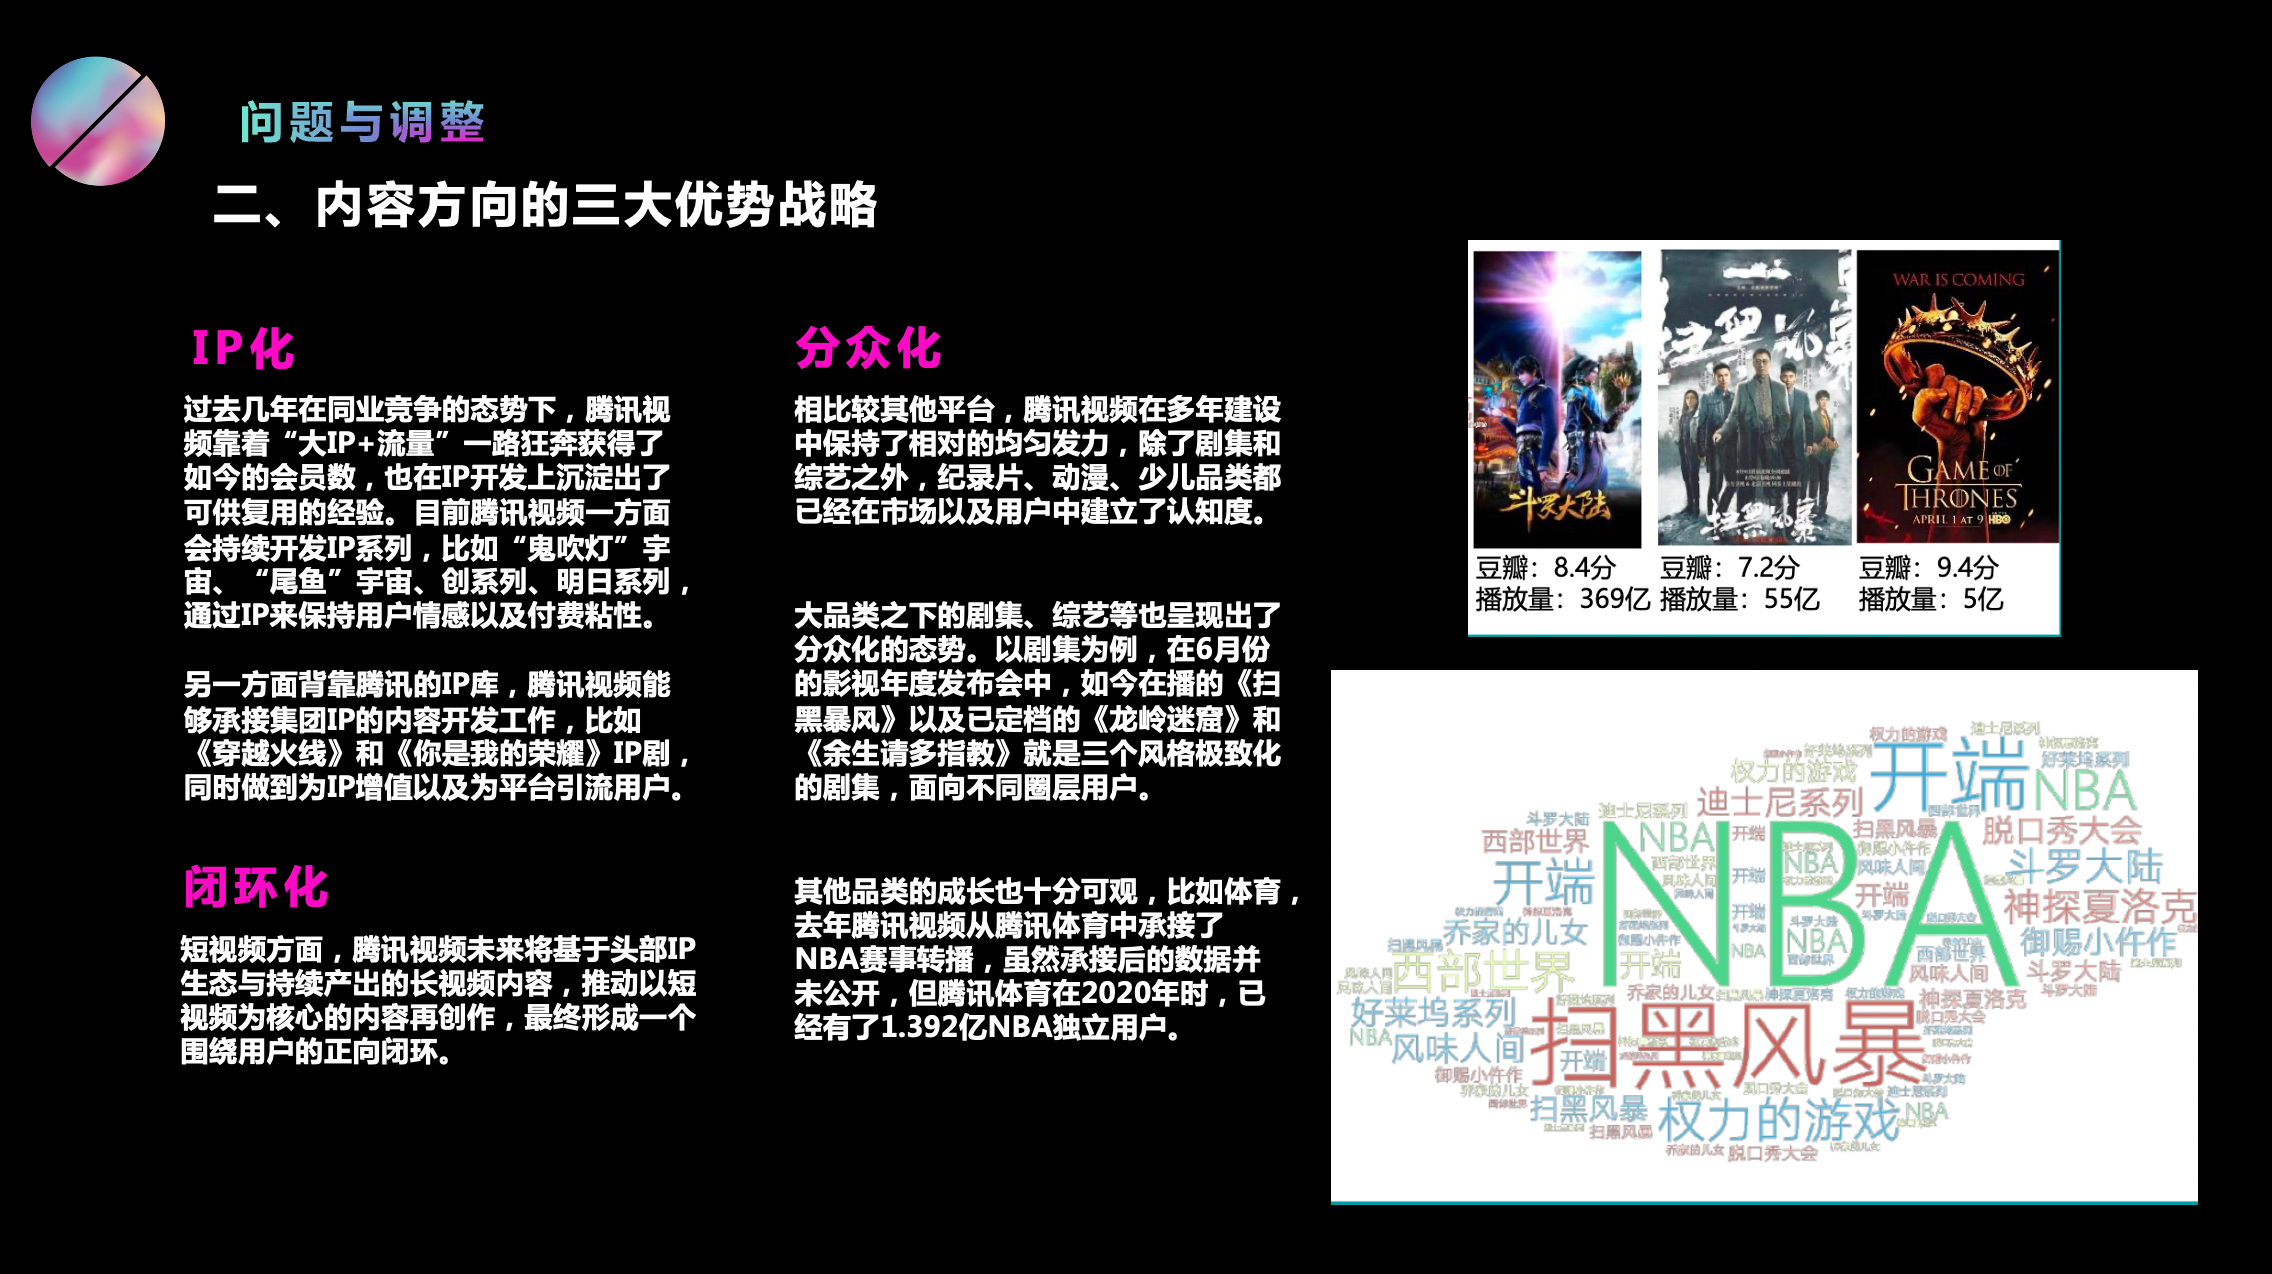 问题与调整
二、内容方向的三大优势战略
IP化
过去几年在同业竞争的态势下，腾讯视
频靠着“大IP+流量”一路狂奔获得了
如今的会员数，也在IP开发上沉淀出了
可供复用的经验。目前腾讯视频一方面
会持续开发IP系列，比如“鬼吹灯”宇
宙、“尾鱼”宇宙、创系列、明日系列，
通过IP来保持用户情感以及付费粘性。
另一方面背靠腾讯的IP库，腾讯视频能
够承接集团IP的内容开发工作，比如
《穿越火线》和《你是我的荣耀》IP剧，
同时做到为IP增值以及为平台引流用户。
闭环化
短视频方面，腾讯视频未来将基于头部IP
生态与持续产出的长视频内容，推动以短
视频为核心的内容再创作，最终形成一个
围绕用户的正向闭环。
分众化
相比较其他平台，腾讯视频在多年建设
中保持了相对的均匀发力，除了剧集和
综艺之外，纪录片、动漫、少儿品类都
已经在市场以及用户中建立了认知度。
大品类之下的剧集、综艺等也呈现出了
分众化的态势。以剧集为例，在6月份
的影视年度发布会中，如今在播的《扫
黑暴风》以及已定档的《龙岭迷窟》和
《余生请多指教》就是三个风格极致化
的剧集，面向不同圈层用户。
其他品类的成长也十分可观，比如体育，
去年腾讯视频从腾讯体育中承接了
NBA赛事转播，虽然承接后的数据并
未公开，但腾讯体育在2020年时，已
经有了1.392亿NBA独立用户。
斗罗大陆
扫黑风暴
扫黑风暴
WAR IS COMING
GAME OF
THRONES
APRIL 1 AT 9 HBO
豆瓣：8.4分
播放量：369亿
豆瓣：7.2分
播放量：55亿
豆瓣：9.4分
播放量：5亿
权力的游戏
迪士尼系列
好莱坞系列
好莱坞系列
权力的游戏
开端
NBA
迪士尼系列
迪士尼系列
斗罗大陆
西部世界
NBA
开端
扫黑风暴
脱口秀大会
西部世界
开端
NBA
斗罗大陆
风味人间
神探夏洛克
乔家的儿女
御赐小仵作
西部世界
开端
NBA
扫黑风暴
好莱坞系列
风味人间
NBA
神探夏洛克
斗罗大陆
脱口秀大会
御赐小仵作
乔家的儿女
开端
扫黑风暴
扫黑风暴
权力的游戏
NBA
扫黑风暴
乔家的儿女
脱口秀大会